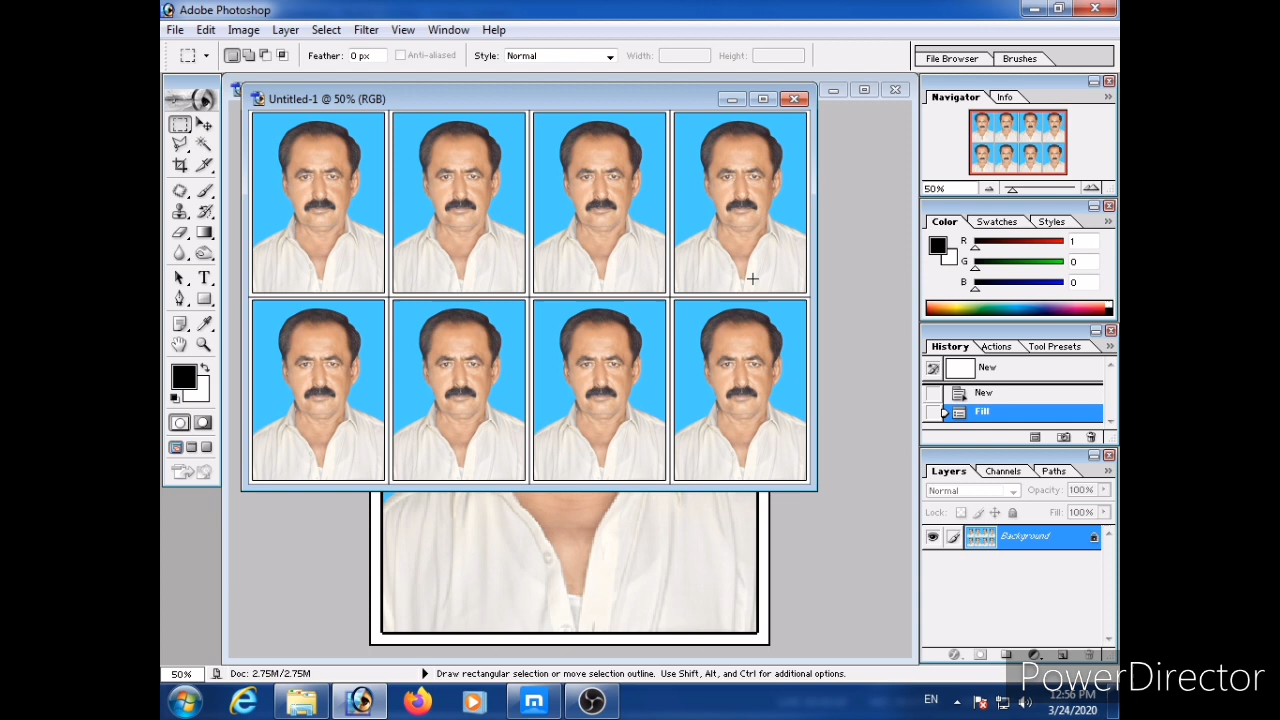 Adobe Photoshop
File Edit Image Layer Select Filter View Window Help
Feather: 0 px Anti-aliased Style: Normal Width: Height: File Browser Brushes
Untitled-1 @ 50% (RGB)
Navigator Info
50%
Color Swatches Styles
R 1
G 0
B 0
History Actions Tool Presets
New
New
Fill
Layers Channels Paths
Normal Opacity: 100%
Lock: Fill: 100%
Background
50% Doc: 2.75M/2.75M Draw rectangular selection or move selection outline. Use Shift, Alt, and Ctrl for additional options.
PowerDirector
EN 12:56 PM
3/24/2020